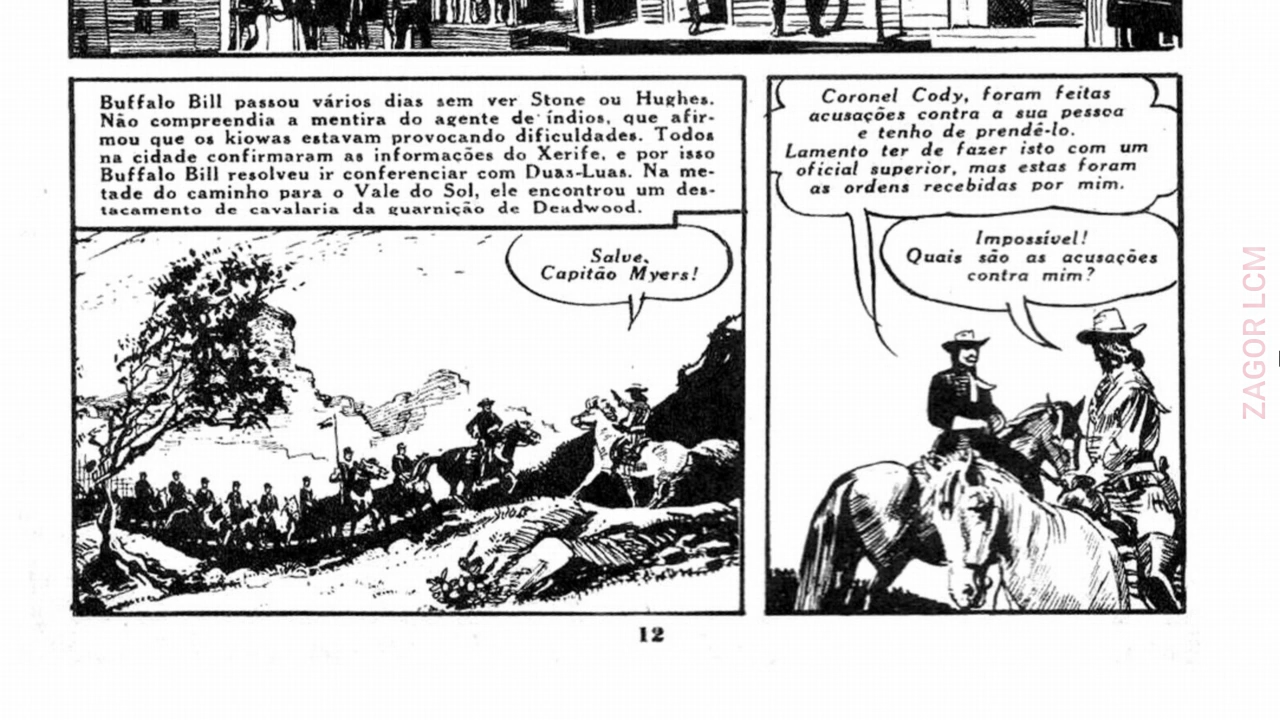 Buffalo Bill passou vários dias sem ver Stone ou Hughes.
Não compreendia a mentira do agente de índios, que afir-
mou que os kiowas estavam provocando dificuldades. Todos
na cidade confirmaram as informações do Xerife, e por isso
Buffalo Bill resolveu ir conferenciar com Duas-Luas. Na me-
tade do caminho para o Vale do Sol, ele encontrou um des-
tacamento de cavalaria da guarnição de Deadwood.
Salve,
Capitão Myers!
Coronel Cody, foram feitas
acusações contra a sua pessoa
e tenho de prendê-lo.
Lamento ter de fazer isto com um
oficial superior, mas estas foram
as ordens recebidas por mim.
Impossível!
Quais são as acusações
contra mim?
12
ZAGOR LCM